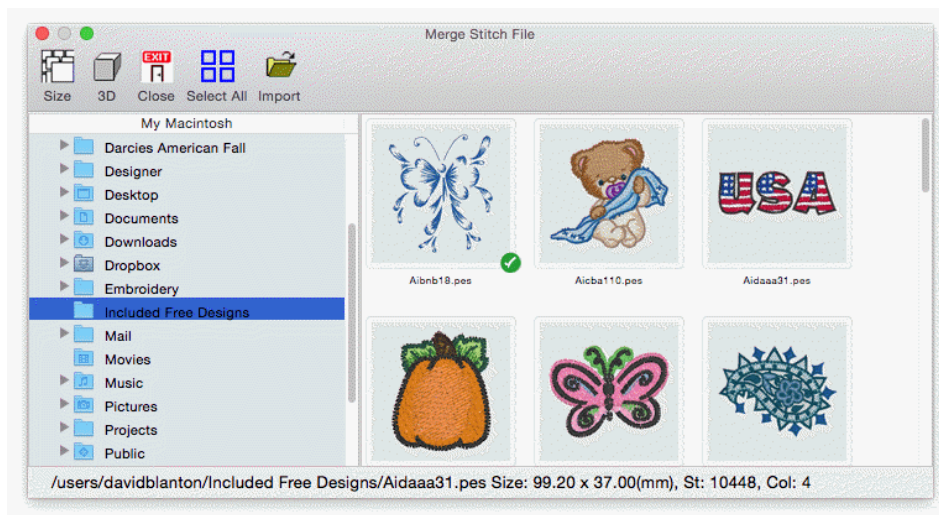 Merge Stitch File
EXIT
Size 3D Close Select All Import
My Macintosh
Darcies American Fall
Designer
Desktop
Documents
Downloads
Dropbox
Embroidery
Included Free Designs
Mail
Movies
Music
Pictures
Projects
Public
USA
Aibnb18.pes Aicba110.pes Aidaaa31.pes
/users/davidblanton/Included Free Designs/Aidaaa31.pes Size: 99.20 x 37.00(mm), St: 10448, Col: 4